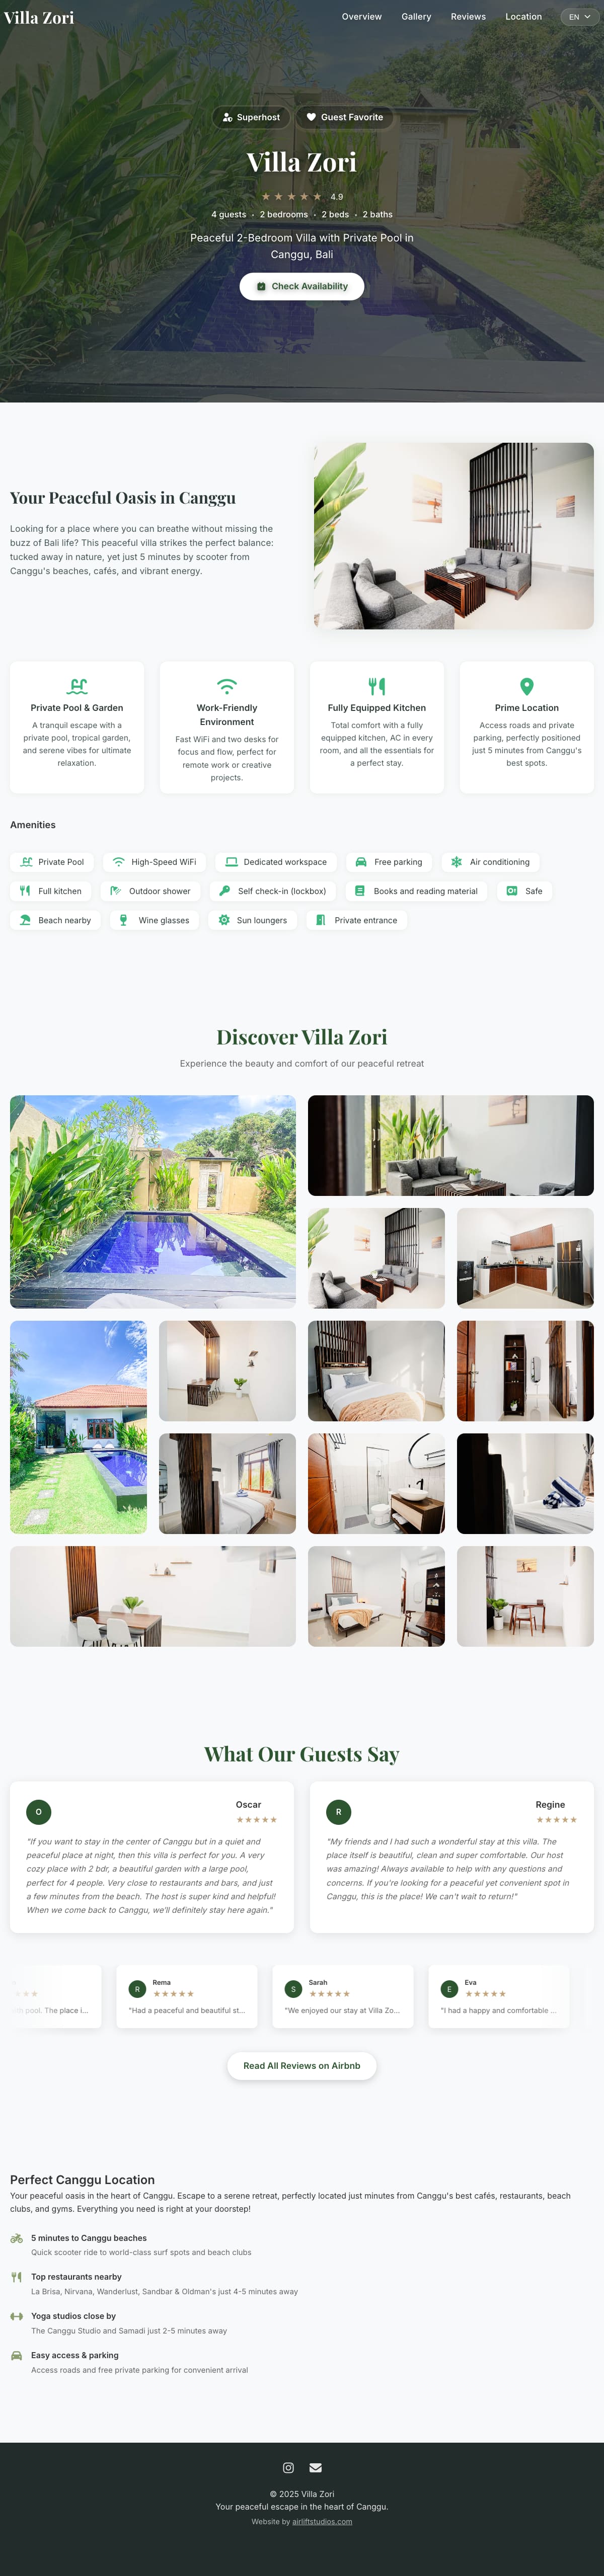 Villa Zori
Overview
Gallery
Reviews
Location
EN
Superhost
Guest Favorite
Villa Zori
★ ★ ★ ★ ★ 4.9
4 guests • 2 bedrooms • 2 beds • 2 baths
Peaceful 2-Bedroom Villa with Private Pool in
Canggu, Bali
Check Availability
Your Peaceful Oasis in Canggu
Looking for a place where you can breathe without missing the
buzz of Bali life? This peaceful villa strikes the perfect balance:
tucked away in nature, yet just 5 minutes by scooter from
Canggu's beaches, cafés, and vibrant energy.
Private Pool & Garden
A tranquil escape with a
private pool, tropical garden,
and serene vibes for ultimate
relaxation.
Work-Friendly
Environment
Fast WiFi and two desks for
focus and flow, perfect for
remote work or creative
projects.
Fully Equipped Kitchen
Total comfort with a fully
equipped kitchen, AC in every
room, and all the essentials for
a perfect stay.
Prime Location
Access roads and private
parking, perfectly positioned
just 5 minutes from Canggu's
best spots.
Amenities
Private Pool
High-Speed WiFi
Dedicated workspace
Free parking
Air conditioning
Full kitchen
Outdoor shower
Self check-in (lockbox)
Books and reading material
Safe
Beach nearby
Wine glasses
Sun loungers
Private entrance
Discover Villa Zori
Experience the beauty and comfort of our peaceful retreat
What Our Guests Say
O
Oscar
★★★★★
"If you want to stay in the center of Canggu but in a quiet and
peaceful place at night, then this villa is perfect for you. A very
cozy place with 2 bdr, a beautiful garden with a large pool,
perfect for 4 people. Very close to restaurants and bars, and just
a few minutes from the beach. The host is super kind and helpful!
When we come back to Canggu, we'll definitely stay here again."
R
Regine
★★★★★
"My friends and I had such a wonderful stay at this villa. The
place itself is beautiful, clean and super comfortable. Our host
was amazing! Always available to help with any questions and
concerns. If you're looking for a peaceful yet convenient spot in
Canggu, this is the place! We can't wait to return!"
pool. The place i...
R
Rema
★★★★★
"Had a peaceful and beautiful st...
S
Sarah
★★★★★
"We enjoyed our stay at Villa Zo...
E
Eva
★★★★★
"I had a happy and comfortable ...
Read All Reviews on Airbnb
Perfect Canggu Location
Your peaceful oasis in the heart of Canggu. Escape to a serene retreat, perfectly located just minutes from Canggu's best cafés, restaurants, beach
clubs, and gyms. Everything you need is right at your doorstep!
5 minutes to Canggu beaches
Quick scooter ride to world-class surf spots and beach clubs
Top restaurants nearby
La Brisa, Nirvana, Wanderlust, Sandbar & Oldman's just 4-5 minutes away
Yoga studios close by
The Canggu Studio and Samadi just 2-5 minutes away
Easy access & parking
Access roads and free private parking for convenient arrival
© 2025 Villa Zori
Your peaceful escape in the heart of Canggu.
Website by airliftstudios.com